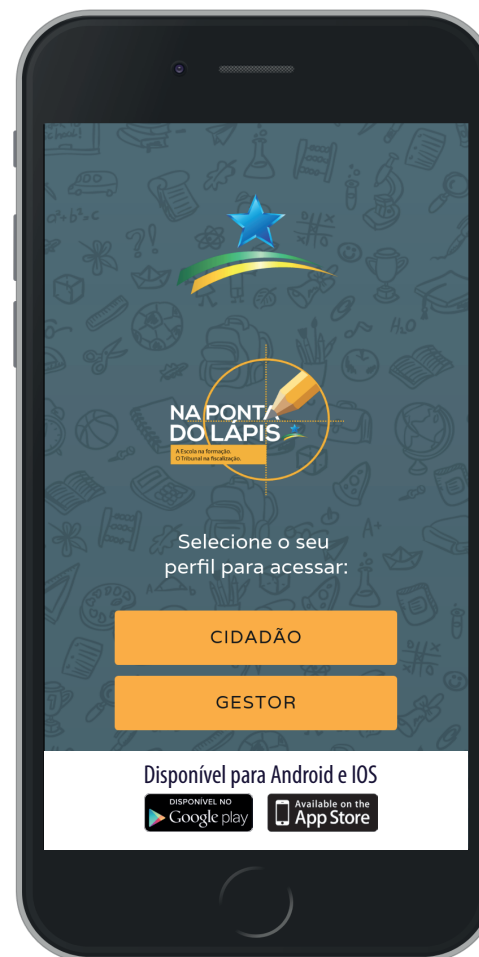 NA PONTA
DO LÁPIS
A Escola na formação.
O Tribunal na fiscalização.
Selecione o seu
perfil para acessar:
CIDADÃO
GESTOR
Disponível para Android e IOS
DISPONÍVEL NO
Google play
Available on the
App Store